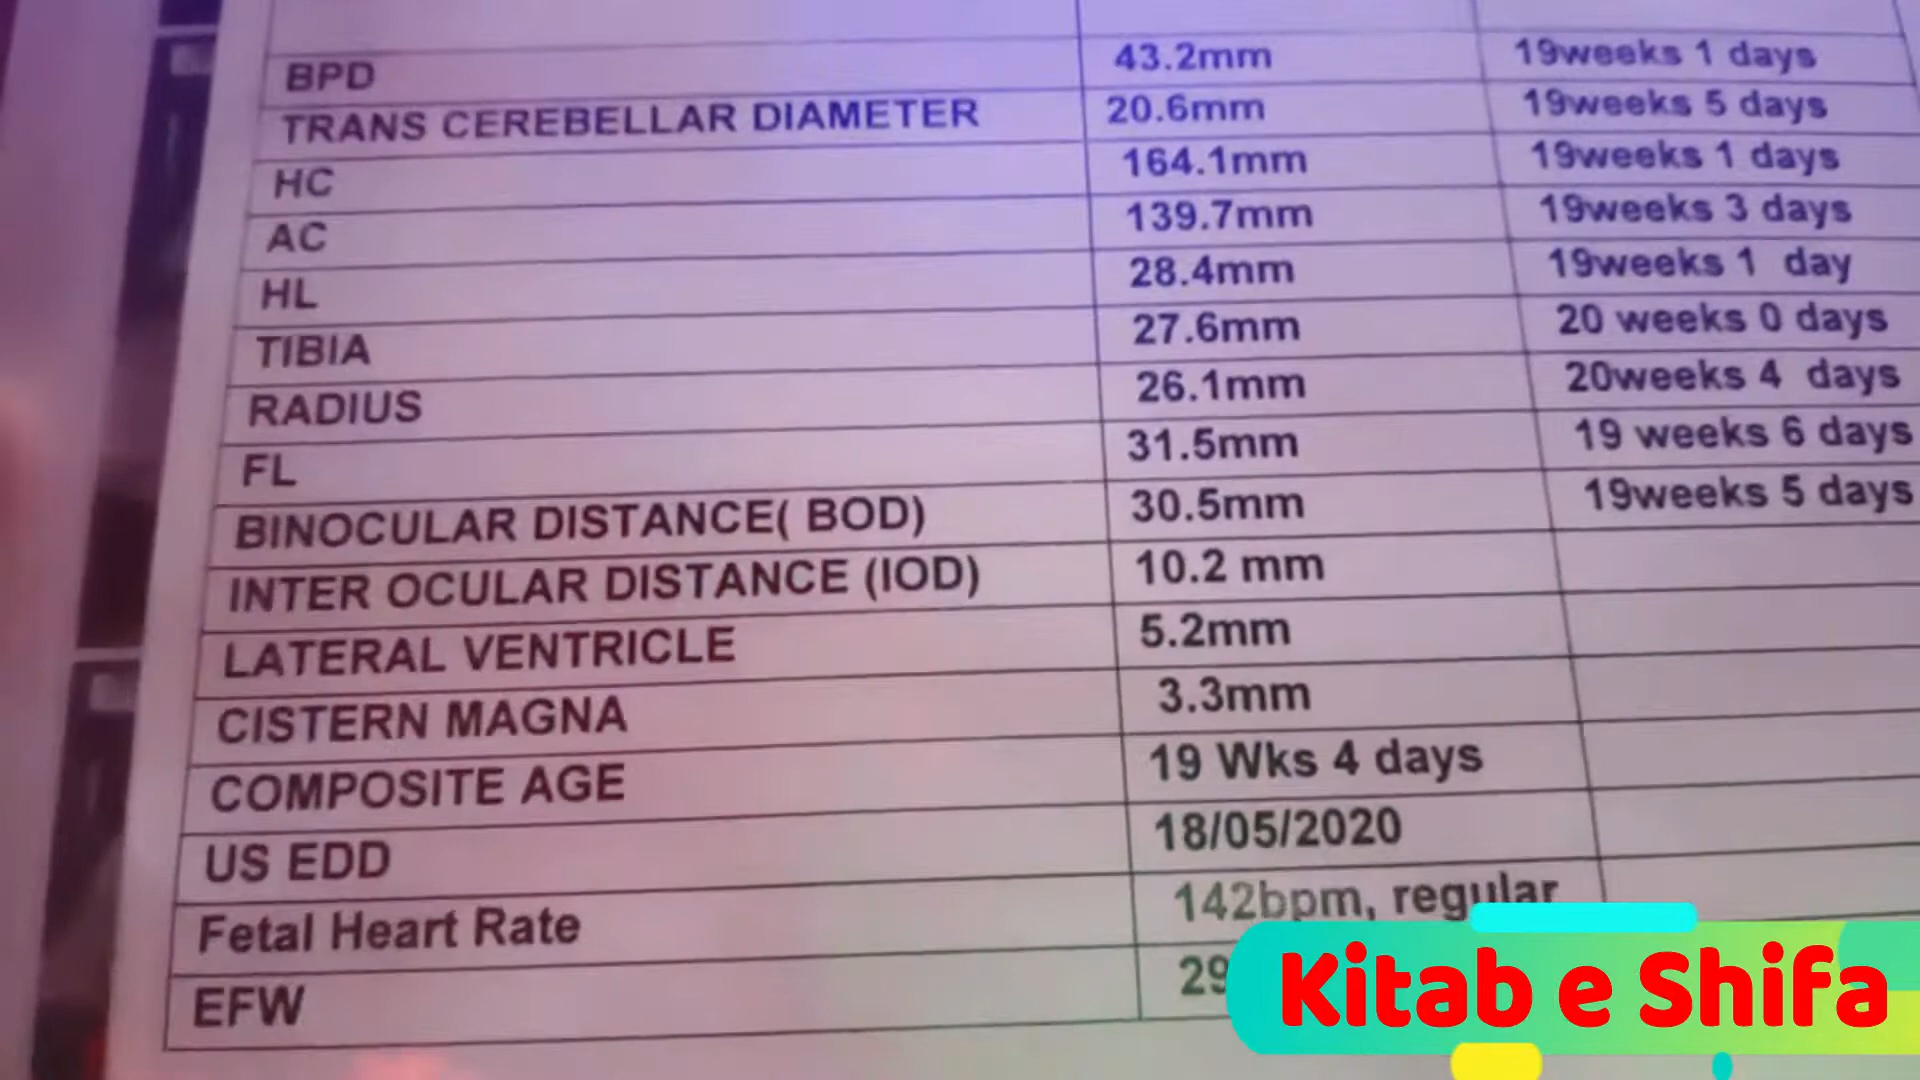 BPD 43.2mm 19weeks 1 days
TRANS CEREBELLAR DIAMETER 20.6mm 19weeks 5 days
HC 164.1mm 19weeks 1 days
AC 139.7mm 19weeks 3 days
HL 28.4mm 19weeks 1 day
TIBIA 27.6mm 20 weeks 0 days
RADIUS 26.1mm 20weeks 4 days
FL 31.5mm 19 weeks 6 days
BINOCULAR DISTANCE( BOD) 30.5mm 19weeks 5 days
INTER OCULAR DISTANCE (IOD) 10.2 mm
LATERAL VENTRICLE 5.2mm
CISTERN MAGNA 3.3mm
COMPOSITE AGE 19 Wks 4 days
US EDD 18/05/2020
Fetal Heart Rate 142bpm, regular
EFW
Kitab e Shifa